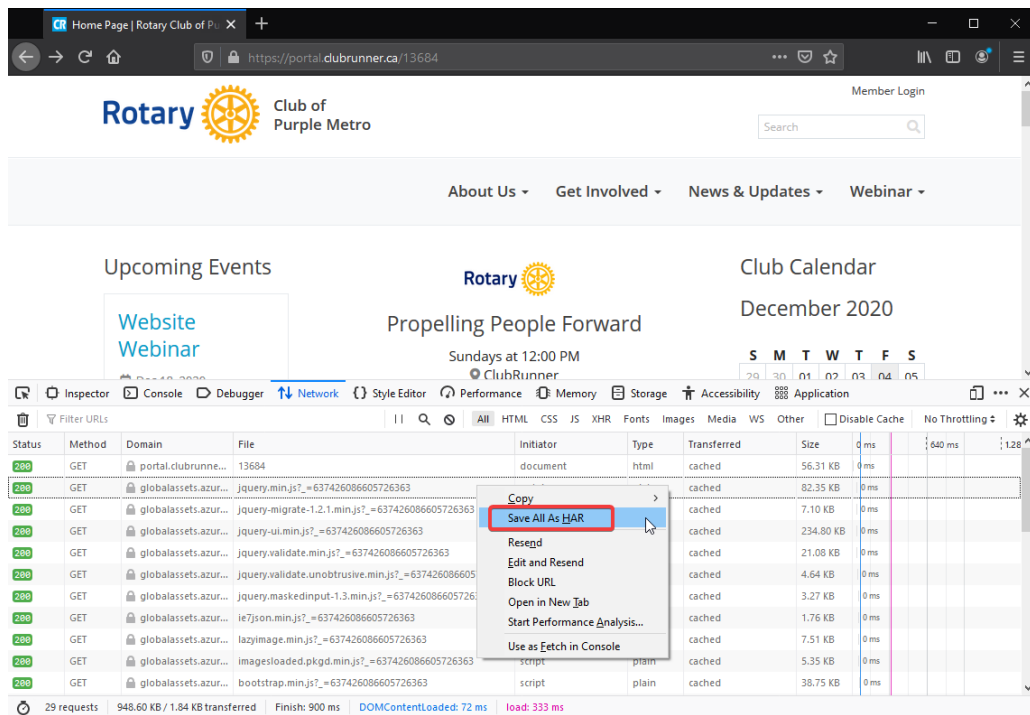 CR Home Page | Rotary Club of Pu
https://portal.clubrunner.ca/13684
Member Login
Rotary
Club of
Purple Metro
Search
About Us
Get Involved
News & Updates
Webinar
Upcoming Events
Website
Webinar
Dec 18, 2020
Rotary
Propelling People Forward
Sundays at 12:00 PM
ClubRunner
Club Calendar
December 2020
S M T W T F S
29 30 01 02 03 04 05
Inspector Console Debugger Network {} Style Editor Performance Memory Storage Accessibility Application
Filter URLs All HTML CSS JS XHR Fonts Images Media WS Other Disable Cache No Throttling
Status Method Domain File Initiator Type Transferred Size 0 ms 640 ms 1.28
200 GET portal.clubrunne... 13684 document html cached 56.31 KB 0 ms
200 GET globalassets.azur... jquery.min.js?_=637426086605726363 cached 82.35 KB 0 ms
200 GET globalassets.azur... jquery-migrate-1.2.1.min.js?_=637426086605726363 cached 7.10 KB 0 ms
200 GET globalassets.azur... jquery-ui.min.js?_=637426086605726363 cached 234.80 KB 0 ms
200 GET globalassets.azur... jquery.validate.min.js?_=637426086605726363 cached 21.08 KB 0 ms
200 GET globalassets.azur... jquery.validate.unobtrusive.min.js?_=637426086605 cached 4.64 KB 0 ms
200 GET globalassets.azur... jquery.maskedinput-1.3.min.js?_=637426086605726 cached 3.27 KB 0 ms
200 GET globalassets.azur... ie7json.min.js?_=637426086605726363 cached 1.76 KB 0 ms
200 GET globalassets.azur... lazyimage.min.js?_=637426086605726363 cached 7.51 KB 0 ms
200 GET globalassets.azur... imagesloaded.pkgd.min.js?_=637426086605726363 script plain cached 5.35 KB 0 ms
200 GET globalassets.azur... bootstrap.min.js?_=637426086605726363 script plain cached 38.75 KB 0 ms
Copy
Save All As HAR
Resend
Edit and Resend
Block URL
Open in New Tab
Start Performance Analysis...
Use as Fetch in Console
29 requests 948.60 KB / 1.84 KB transferred Finish: 900 ms DOMContentLoaded: 72 ms load: 333 ms